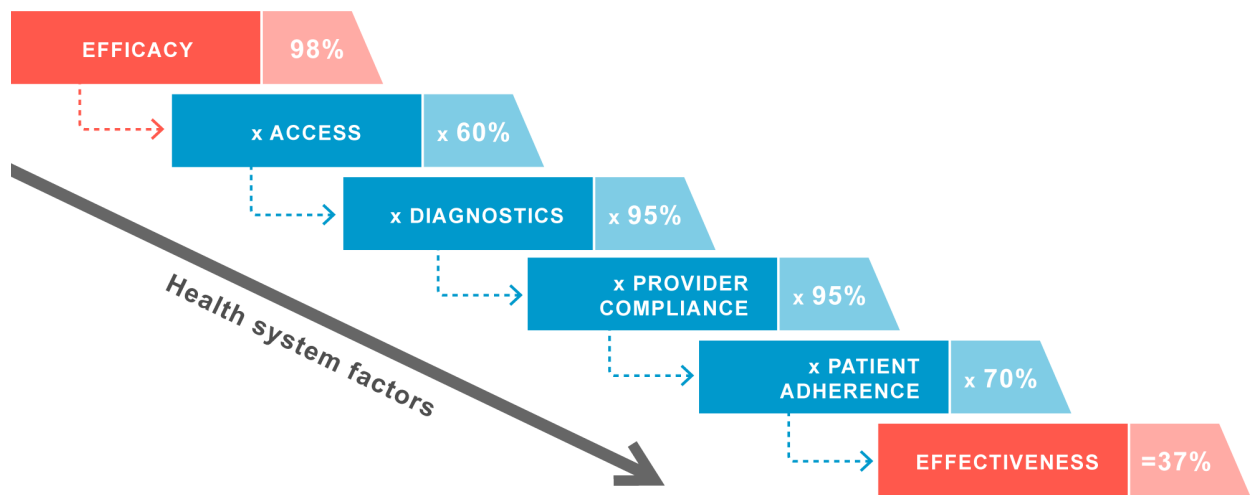 EFFICACY 98%
x ACCESS x 60%
x DIAGNOSTICS x 95%
x PROVIDER
COMPLIANCE x 95%
x PATIENT
ADHERENCE x 70%
EFFECTIVENESS =37%
Health system factors